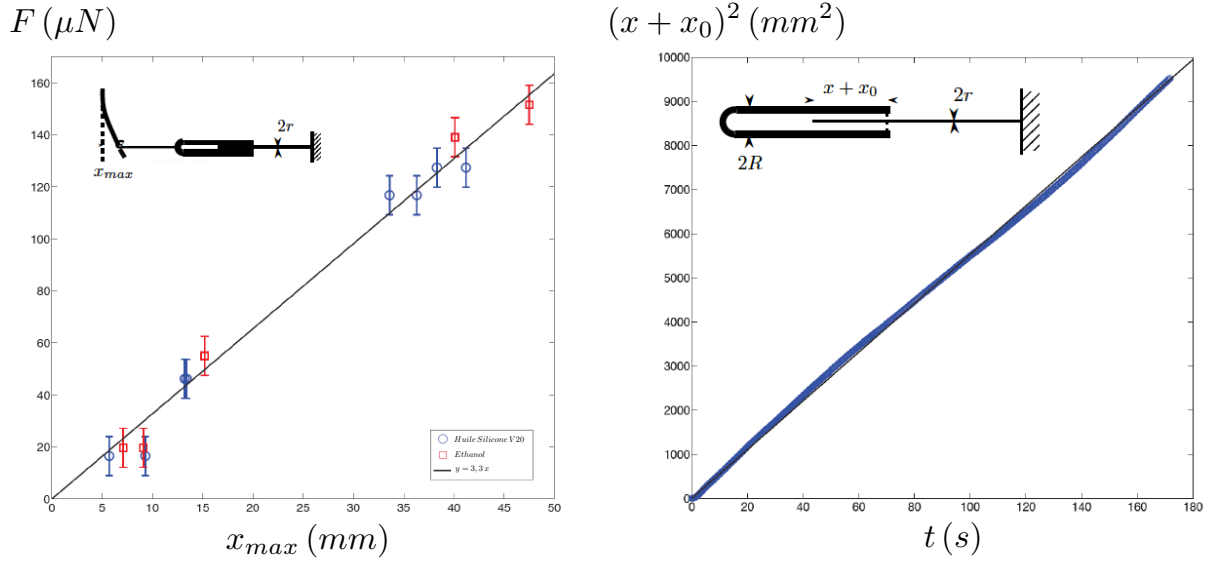 F (μN)
160
140
120
100
80
60
40
20
0
0 5 10 15 20 25 30 35 40 45 50
x_max (mm)
x_max
2r
Huile Silicone V20
Ethanol
y = 3,3 x
(x + x_0)^2 (mm^2)
10000
9000
8000
7000
6000
5000
4000
3000
2000
1000
0
0 20 40 60 80 100 120 140 160 180
t (s)
x + x_0
2r
2R